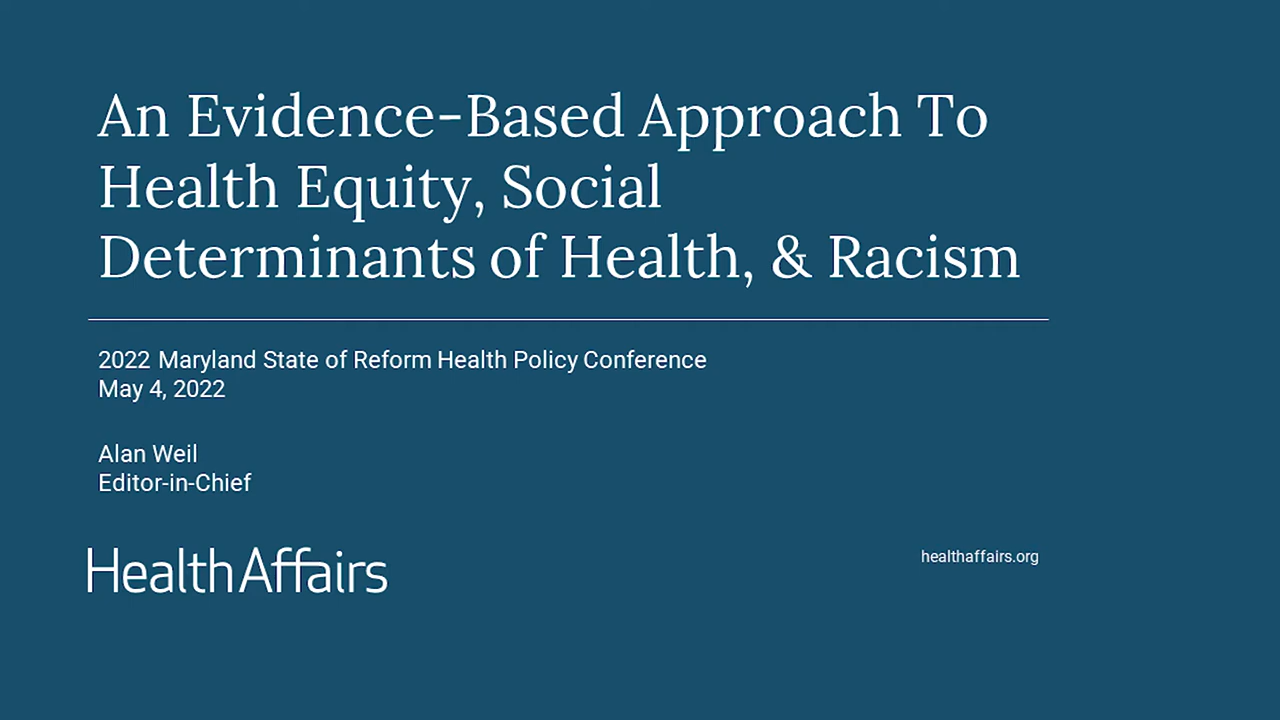 An Evidence-Based Approach To
Health Equity, Social
Determinants of Health, & Racism
2022 Maryland State of Reform Health Policy Conference
May 4, 2022
Alan Weil
Editor-in-Chief
HealthAffairs
healthaffairs.org